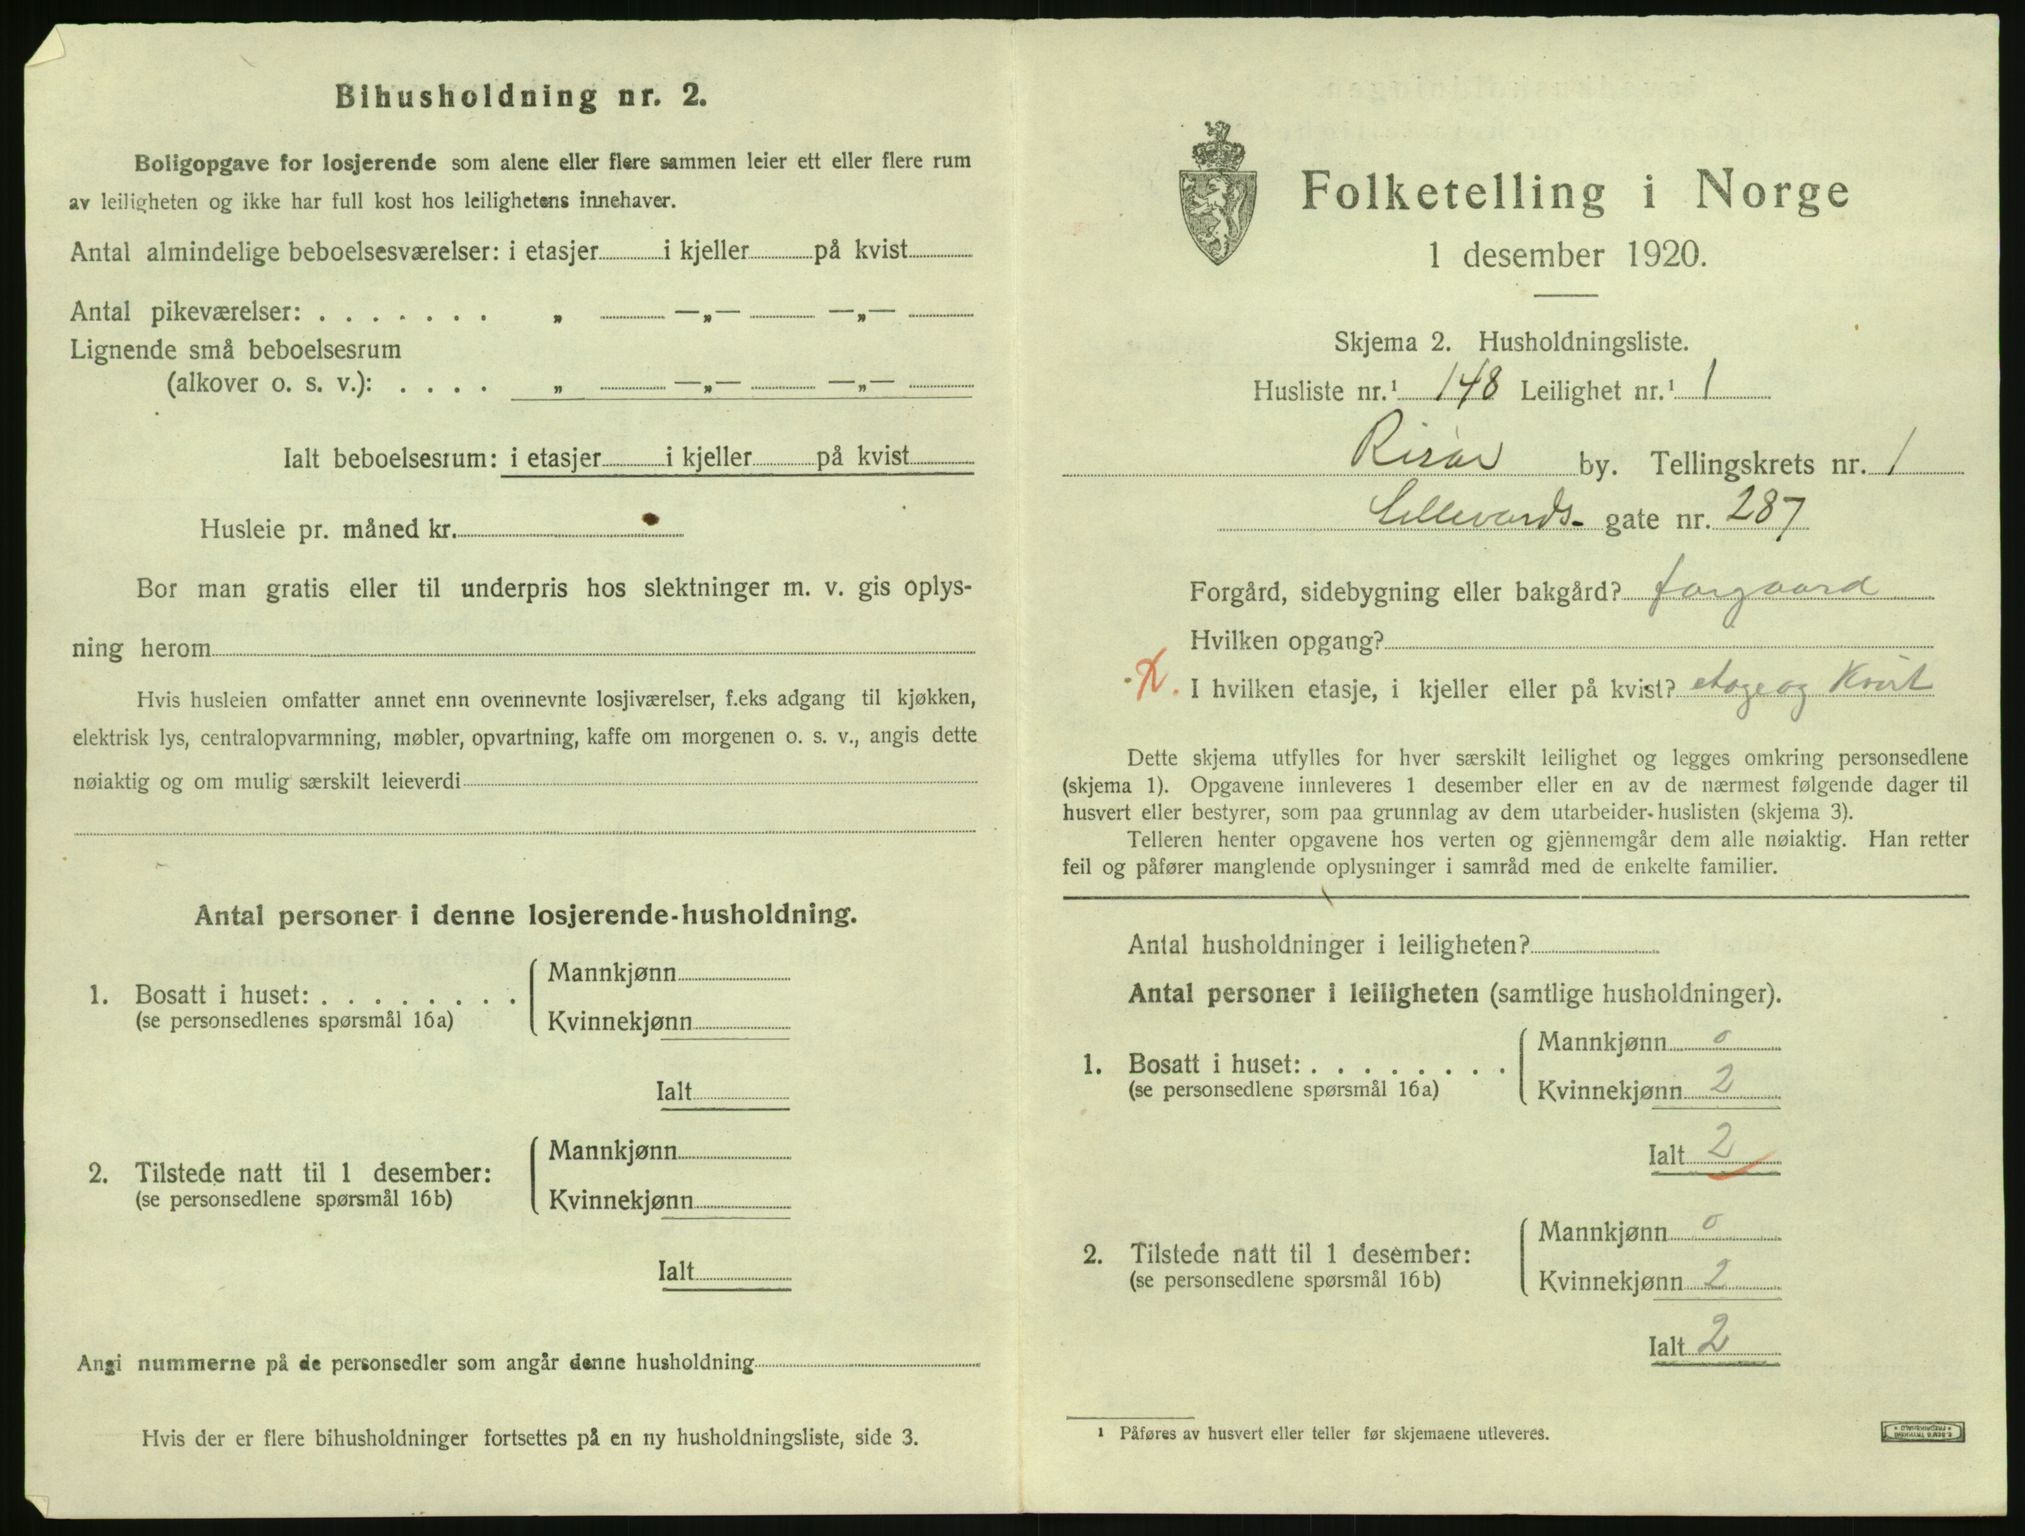 Bihusholdning nr. 2.
Boligopgave for losjerende som alene eller flere sammen leier ett eller flere rum
av leiligheten og ikke har full kost hos leilighetens innehaver.
Antal almindelige beboelsesværelser: i etasjer i kjeller på kvist
Antal pikeværelser: . . . . . . . „ —„— —„—
Lignende små beboelsesrum
(alkover o. s. v.): . . . . „ —„— —„—
Ialt beboelsesrum: i etasjer i kjeller på kvist
Husleie pr. måned kr.
Bor man gratis eller til underpris hos slektninger m. v. gis oplys-
ning herom
Hvis husleien omfatter annet enn ovennevnte losjiværelser, f.eks adgang til kjøkken,
elektrisk lys, centralopvarmning, møbler, opvartning, kaffe om morgenen o. s. v., angis dette
nøiaktig og om mulig særskilt leieverdi
Antal personer i denne losjerende-husholdning.
1. Bosatt i huset: . . . . . . . .
(se personsedlenes spørsmål 16a)
Mannkjønn
Kvinnekjønn
Ialt
2. Tilstede natt til 1 desember:
(se personsedlene spørsmål 16b)
Mannkjønn
Kvinnekjønn
Ialt
Angi nummerne på de personsedler som angår denne husholdning
Hvis der er flere bihusholdninger fortsettes på en ny husholdningsliste, side 3.
Folketelling i Norge
1 desember 1920.
Skjema 2. Husholdningsliste.
Husliste nr.¹ 148 Leilighet nr.¹ 1
Risør by. Tellingskrets nr. 1
gate nr. 287
Forgård, sidebygning eller bakgård? forgaard
Hvilken opgang?
I hvilken etasje, i kjeller eller på kvist? etage og Kvist
Dette skjema utfylles for hver særskilt leilighet og legges omkring personsedlene
(skjema 1). Opgavene innleveres 1 desember eller en av de nærmest følgende dager til
husvert eller bestyrer, som paa grunnlag av dem utarbeider huslisten (skjema 3).
Telleren henter opgavene hos verten og gjennemgår dem alle nøiaktig. Han retter
feil og påfører manglende oplysninger i samråd med de enkelte familier.
Antal husholdninger i leiligheten?
Antal personer i leiligheten (samtlige husholdninger).
1. Bosatt i huset: . . . . . . . .
(se personsedlene spørsmål 16a)
Mannkjønn 0
Kvinnekjønn 2
Ialt 2
2. Tilstede natt til 1 desember:
(se personsedlene spørsmål 16b)
Mannkjønn 0
Kvinnekjønn 2
Ialt 2
¹ Påføres av husvert eller teller før skjemaene utleveres.